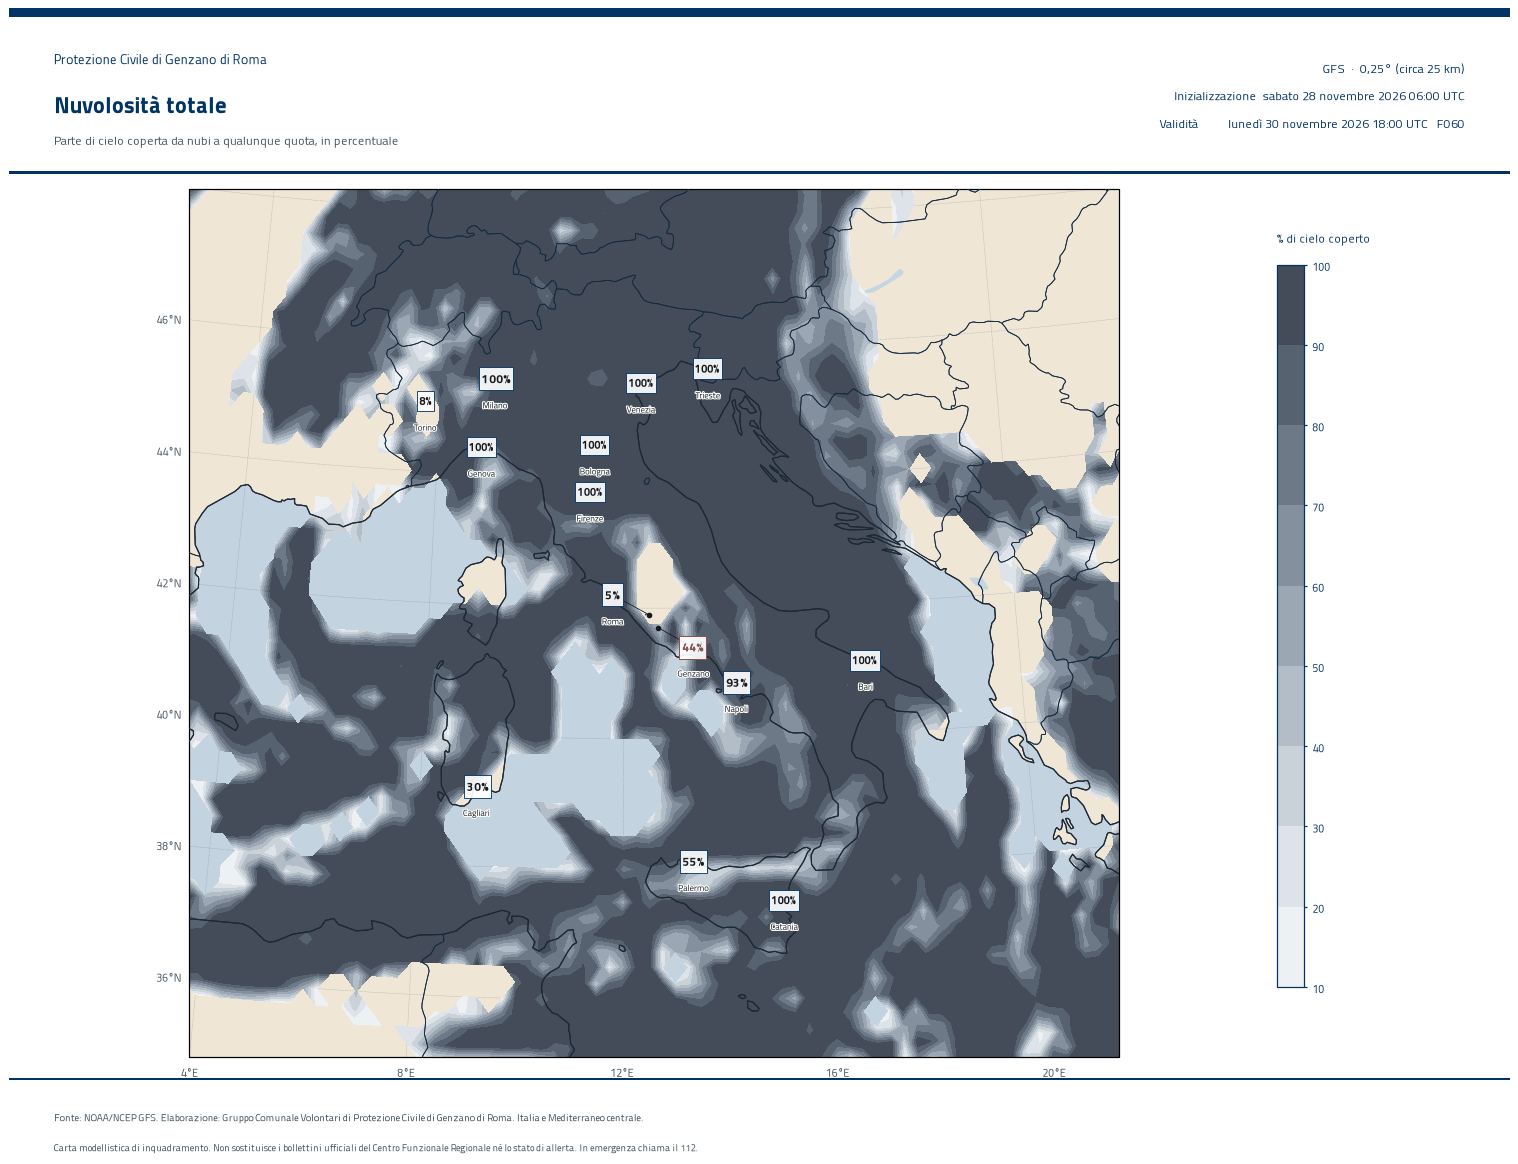 Protezione Civile di Genzano di Roma
Nuvolosità totale
Parte di cielo coperta da nubi a qualunque quota, in percentuale
GFS · 0,25° (circa 25 km)
Inizializzazione sabato 28 novembre 2026 06:00 UTC
Validità lunedì 30 novembre 2026 18:00 UTC F060
% di cielo coperto
100
90
80
70
60
50
40
30
20
10
46°N
44°N
42°N
40°N
38°N
36°N
4°E
8°E
12°E
16°E
20°E
100%
Trieste
100%
Milano
100%
Venezia
8%
Torino
100%
Genova
100%
Bologna
100%
Firenze
5%
Roma
44%
Genzano
100%
Bari
93%
Napoli
30%
Cagliari
55%
Palermo
100%
Catania
Fonte: NOAA/NCEP GFS. Elaborazione: Gruppo Comunale Volontari di Protezione Civile di Genzano di Roma. Italia e Mediterraneo centrale.
Carta modellistica di inquadramento. Non sostituisce i bollettini ufficiali del Centro Funzionale Regionale né lo stato di allerta. In emergenza chiama il 112.